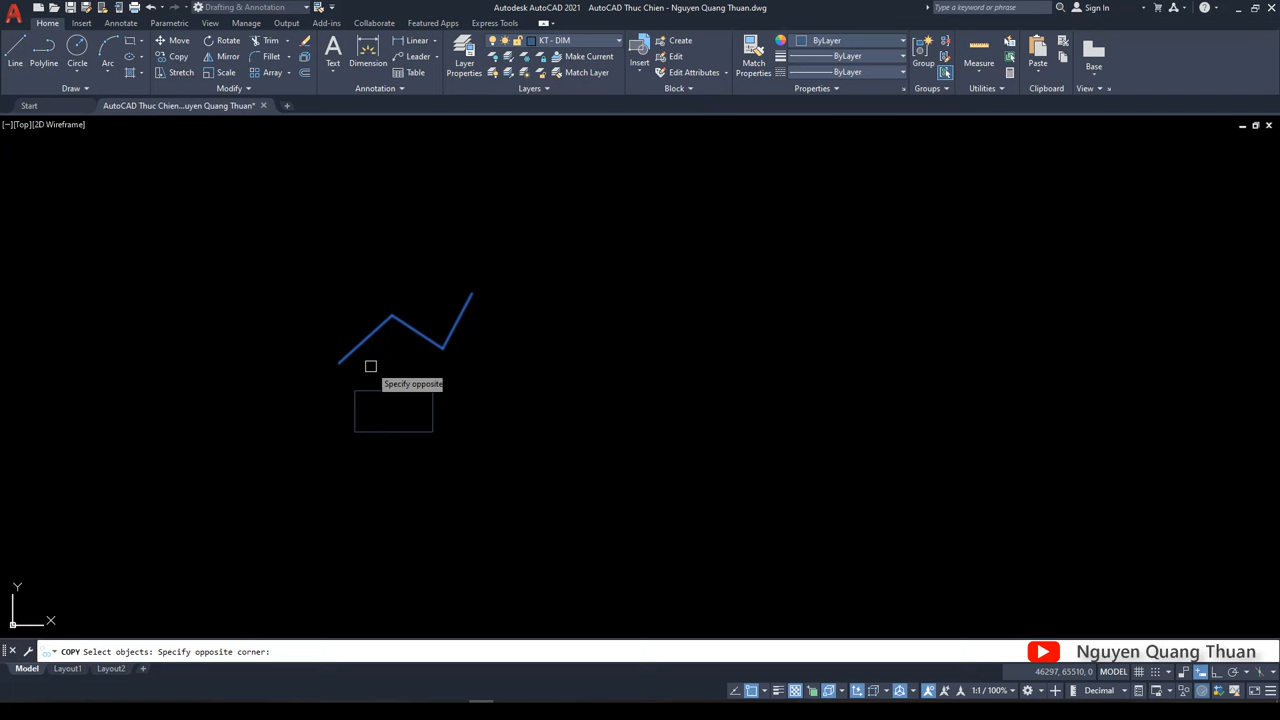 Autodesk AutoCAD 2021 AutoCAD Thuc Chien - Nguyen Quang Thuan.dwg
Drafting & Annotation
Type a keyword or phrase
Sign In
Home Insert Annotate Parametric View Manage Output Add-ins Collaborate Featured Apps Express Tools
Line Polyline Circle Arc
Move Rotate Trim
Copy Mirror Fillet
Stretch Scale Array
Text Dimension
Linear
Leader
Table
Layer Properties
KT - DIM
Make Current
Match Layer
Insert
Create
Edit
Edit Attributes
Match Properties
ByLayer
ByLayer
ByLayer
Group
Measure
Paste
Base
Draw Modify Annotation Layers Block Properties Groups Utilities Clipboard View
Start AutoCAD Thuc Chien...uyen Quang Thuan*
[−][Top][2D Wireframe]
Specify opposite
Y
X
COPY Select objects: Specify opposite corner:
Nguyen Quang Thuan
Model Layout1 Layout2
46297, 65510, 0 MODEL
1:1 / 100% Decimal